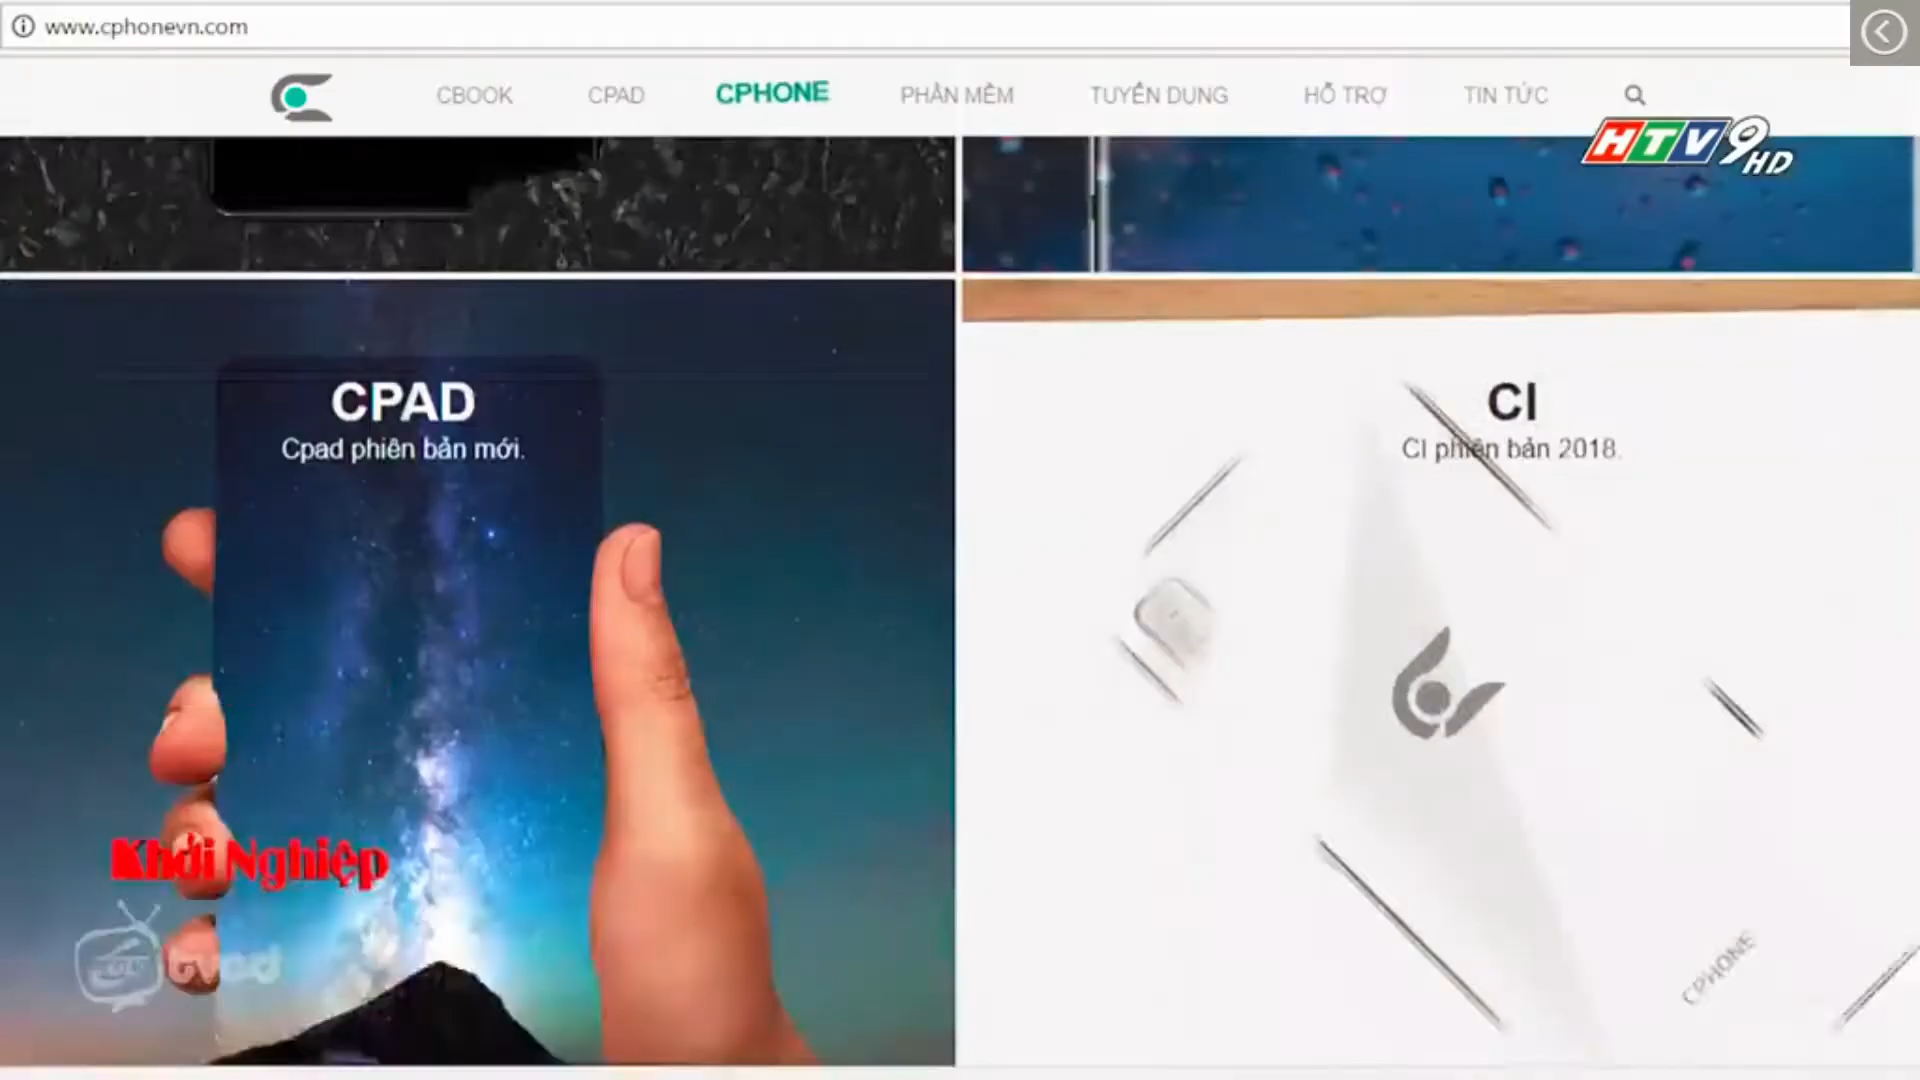 www.cphonevn.com
CBOOK CPAD CPHONE PHẦN MỀM TUYỂN DỤNG HỖ TRỢ TIN TỨC
HTV9 HD
CPAD
Cpad phiên bản mới.
CI
CI phiên bản 2018.
Khởi Nghiệp
tvod
CPHONE